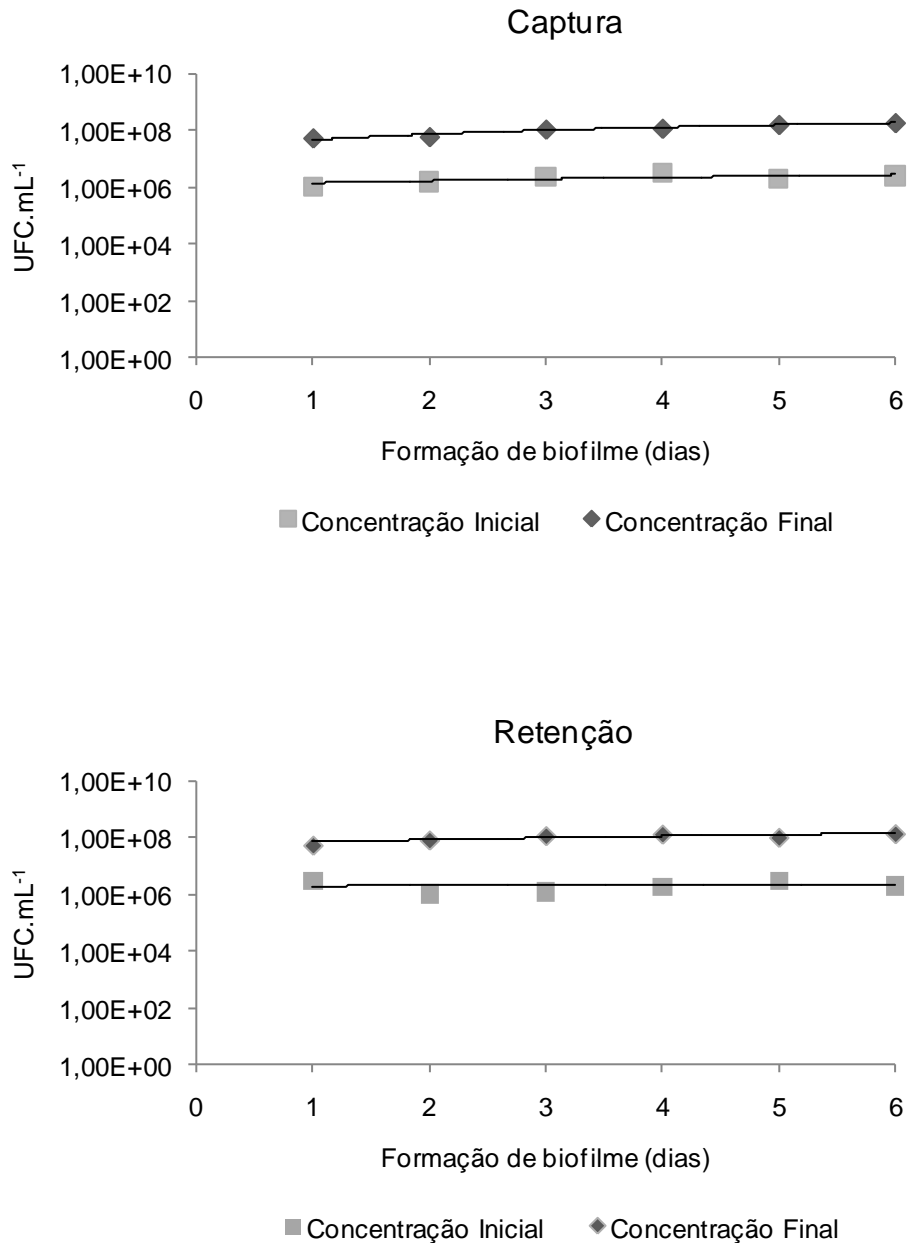 Captura
1,00E+10
1,00E+08
1,00E+06
1,00E+04
1,00E+02
1,00E+00
UFC.mL⁻¹
0 1 2 3 4 5 6
Formação de biofilme (dias)
Concentração Inicial Concentração Final
Retenção
1,00E+10
1,00E+08
1,00E+06
1,00E+04
1,00E+02
1,00E+00
UFC.mL⁻¹
0 1 2 3 4 5 6
Formação de biofilme (dias)
Concentração Inicial Concentração Final